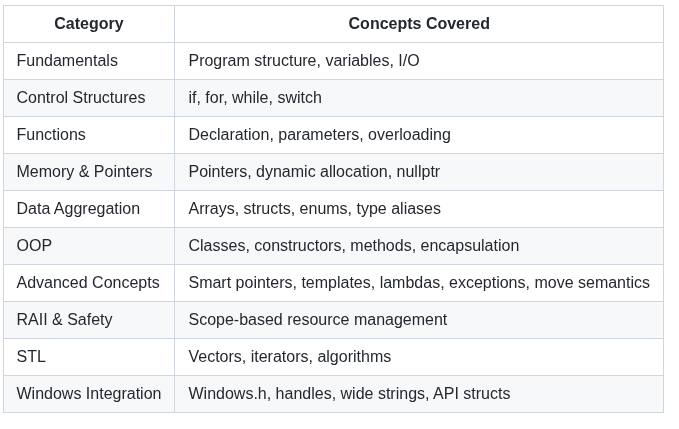 Category Concepts Covered
Fundamentals Program structure, variables, I/O
Control Structures if, for, while, switch
Functions Declaration, parameters, overloading
Memory & Pointers Pointers, dynamic allocation, nullptr
Data Aggregation Arrays, structs, enums, type aliases
OOP Classes, constructors, methods, encapsulation
Advanced Concepts Smart pointers, templates, lambdas, exceptions, move semantics
RAII & Safety Scope-based resource management
STL Vectors, iterators, algorithms
Windows Integration Windows.h, handles, wide strings, API structs